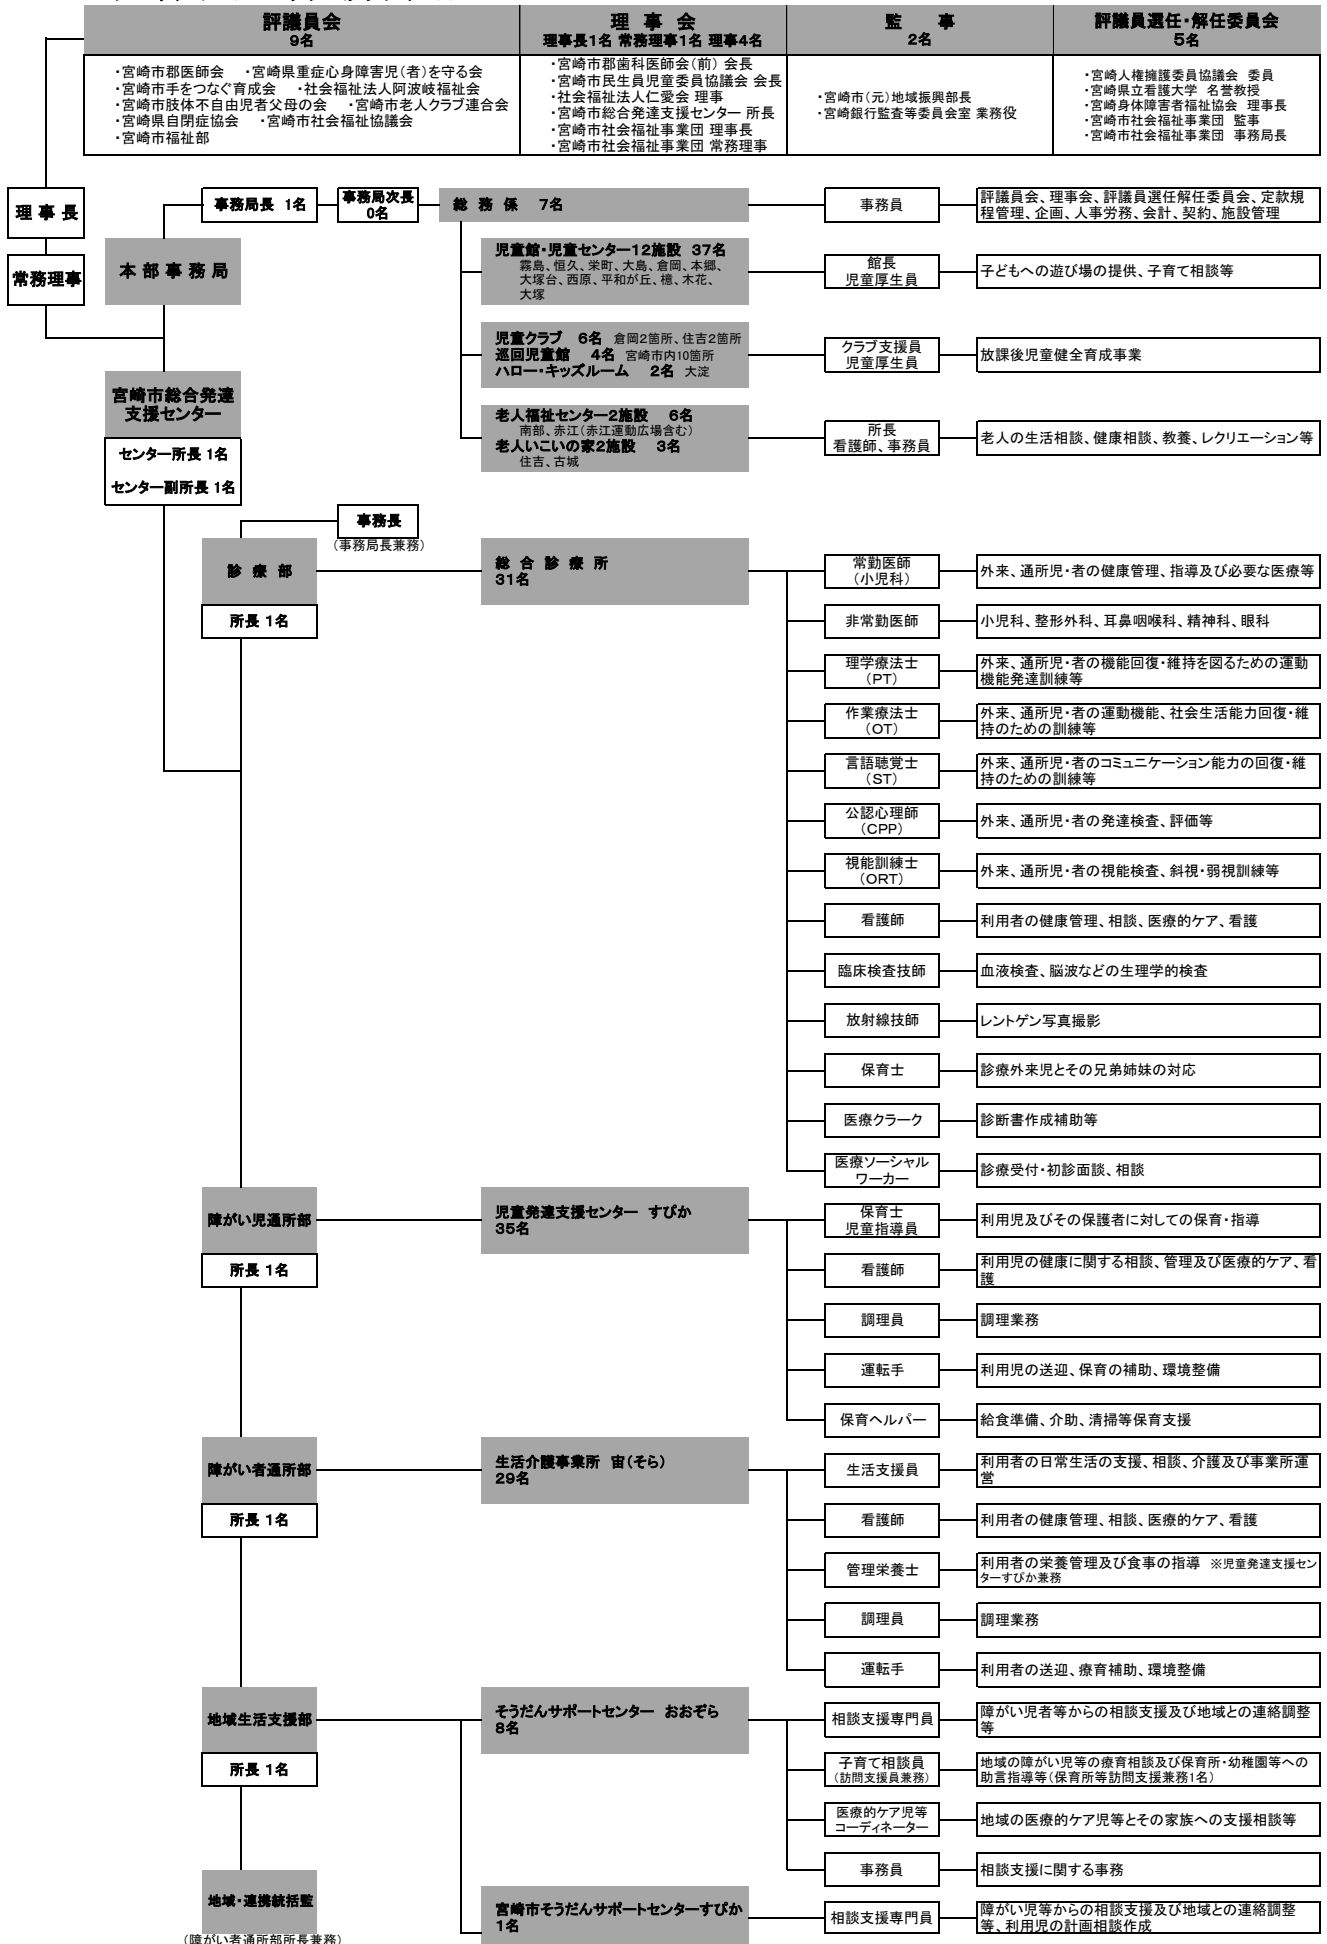 評議員会
9名
理 事 会
理事長1名 常務理事1名 理事4名
監 事
2名
評議員選任・解任委員会
5名
・宮崎市郡医師会 ・宮崎県重症心身障害児(者)を守る会
・宮崎市手をつなぐ育成会 ・社会福祉法人阿波岐福祉会
・宮崎市肢体不自由児者父母の会 ・宮崎市老人クラブ連合会
・宮崎県自閉症協会 ・宮崎市社会福祉協議会
・宮崎市福祉部
・宮崎市郡歯科医師会(前) 会長
・宮崎市民生員児童委員協議会 会長
・社会福祉法人仁愛会 理事
・宮崎市総合発達支援センター 所長
・宮崎市社会福祉事業団 理事長
・宮崎市社会福祉事業団 常務理事
・宮崎市(元)地域振興部長
・宮崎銀行監査等委員会室 業務役
・宮崎人権擁護委員協議会 委員
・宮崎県立看護大学 名誉教授
・宮崎身体障害者福祉協会 理事長
・宮崎市社会福祉事業団 監事
・宮崎市社会福祉事業団 事務局長
理 事 長
常務理事
本 部 事 務 局
事務局長 1名
事務局次長
0名
総 務 係 7名
事務員
評議員会、理事会、評議員選任解任委員会、定款規
程管理、企画、人事労務、会計、契約、施設管理
児童館・児童センター12施設 37名
霧島、恒久、栄町、大島、倉岡、本郷、
大塚台、西原、平和が丘、檍、木花、
大塚
館長
児童厚生員
子どもへの遊び場の提供、子育て相談等
児童クラブ 6名 倉岡2箇所、住吉2箇所
巡回児童館 4名 宮崎市内10箇所
ハロー・キッズルーム 2名 大淀
クラブ支援員
児童厚生員
放課後児童健全育成事業
老人福祉センター2施設 6名
南部、赤江(赤江運動広場含む)
老人いこいの家2施設 3名
住吉、古城
所長
看護師、事務員
老人の生活相談、健康相談、教養、レクリエーション等
宮崎市総合発達
支援センター
センター所長 1名
センター副所長 1名
事務長
(事務局長兼務)
診 療 部
所長 1名
総 合 診 療 所
31名
常勤医師
(小児科)
外来、通所児・者の健康管理、指導及び必要な医療等
非常勤医師
小児科、整形外科、耳鼻咽喉科、精神科、眼科
理学療法士
(PT)
外来、通所児・者の機能回復・維持を図るための運動
機能発達訓練等
作業療法士
(OT)
外来、通所児・者の運動機能、社会生活能力回復・維
持のための訓練等
言語聴覚士
(ST)
外来、通所児・者のコミュニケーション能力の回復・維
持のための訓練等
公認心理師
(CPP)
外来、通所児・者の発達検査、評価等
視能訓練士
(ORT)
外来、通所児・者の視能検査、斜視・弱視訓練等
看護師
利用者の健康管理、相談、医療的ケア、看護
臨床検査技師
血液検査、脳波などの生理学的検査
放射線技師
レントゲン写真撮影
保育士
診療外来児とその兄弟姉妹の対応
医療クラーク
診断書作成補助等
医療ソーシャル
ワーカー
診療受付・初診面談、相談
障がい児通所部
所長 1名
児童発達支援センター すぴか
35名
保育士
児童指導員
利用児及びその保護者に対しての保育・指導
看護師
利用児の健康に関する相談、管理及び医療的ケア、看
護
調理員
調理業務
運転手
利用児の送迎、保育の補助、環境整備
保育ヘルパー
給食準備、介助、清掃等保育支援
障がい者通所部
所長 1名
生活介護事業所 宙(そら)
29名
生活支援員
利用者の日常生活の支援、相談、介護及び事業所運
営
看護師
利用者の健康管理、相談、医療的ケア、看護
管理栄養士
利用者の栄養管理及び食事の指導 ※児童発達支援セン
ターすぴか兼務
調理員
調理業務
運転手
利用者の送迎、療育補助、環境整備
地域生活支援部
所長 1名
そうだんサポートセンター おおぞら
8名
相談支援専門員
障がい児者等からの相談支援及び地域との連絡調整
等
子育て相談員
(訪問支援員兼務)
地域の障がい児等の療育相談及び保育所・幼稚園等への
助言指導等(保育所等訪問支援兼務1名)
医療的ケア児等
コーディネーター
地域の医療的ケア児等とその家族への支援相談等
事務員
相談支援に関する事務
地域・連携統括監
(障がい者通所部所長兼務)
宮崎市そうだんサポートセンターすぴか
1名
相談支援専門員
障がい児等からの相談支援及び地域との連絡調整
等、利用児の計画相談作成